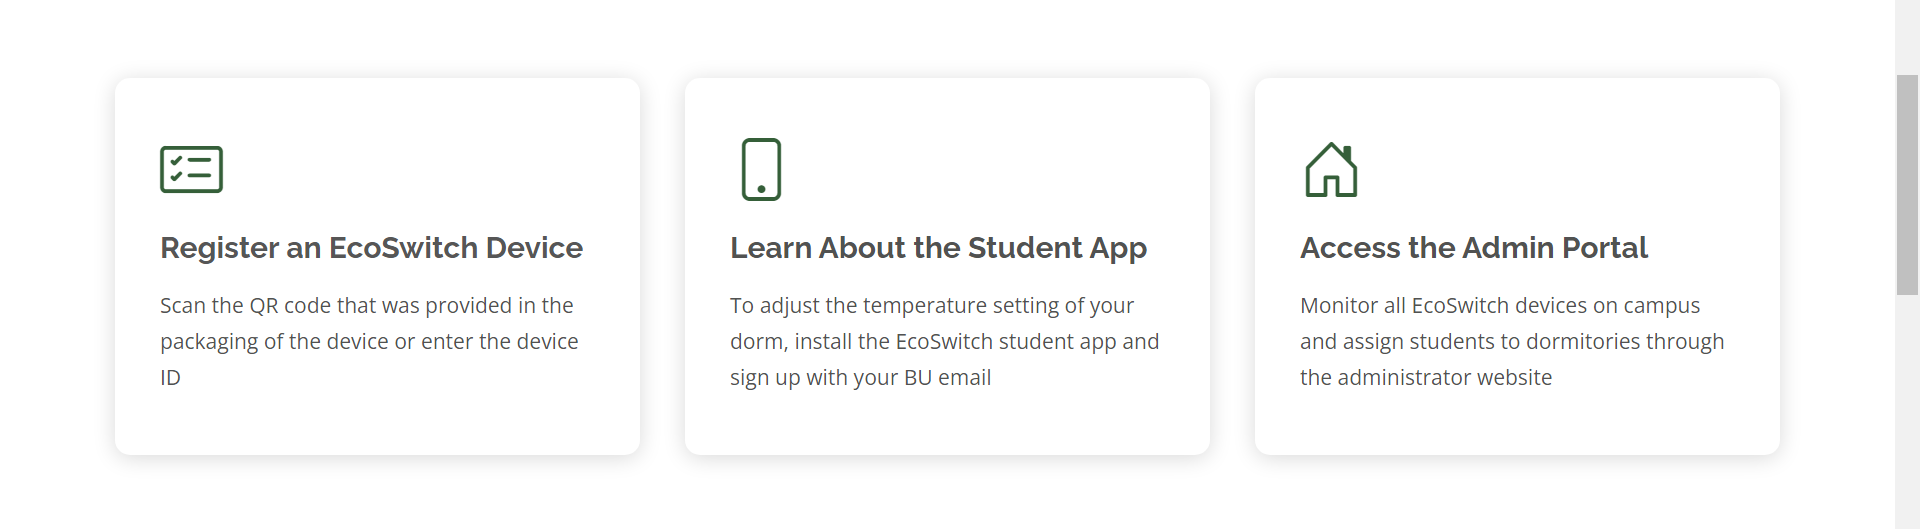 Register an EcoSwitch Device
Scan the QR code that was provided in the
packaging of the device or enter the device
ID
Learn About the Student App
To adjust the temperature setting of your
dorm, install the EcoSwitch student app and
sign up with your BU email
Access the Admin Portal
Monitor all EcoSwitch devices on campus
and assign students to dormitories through
the administrator website